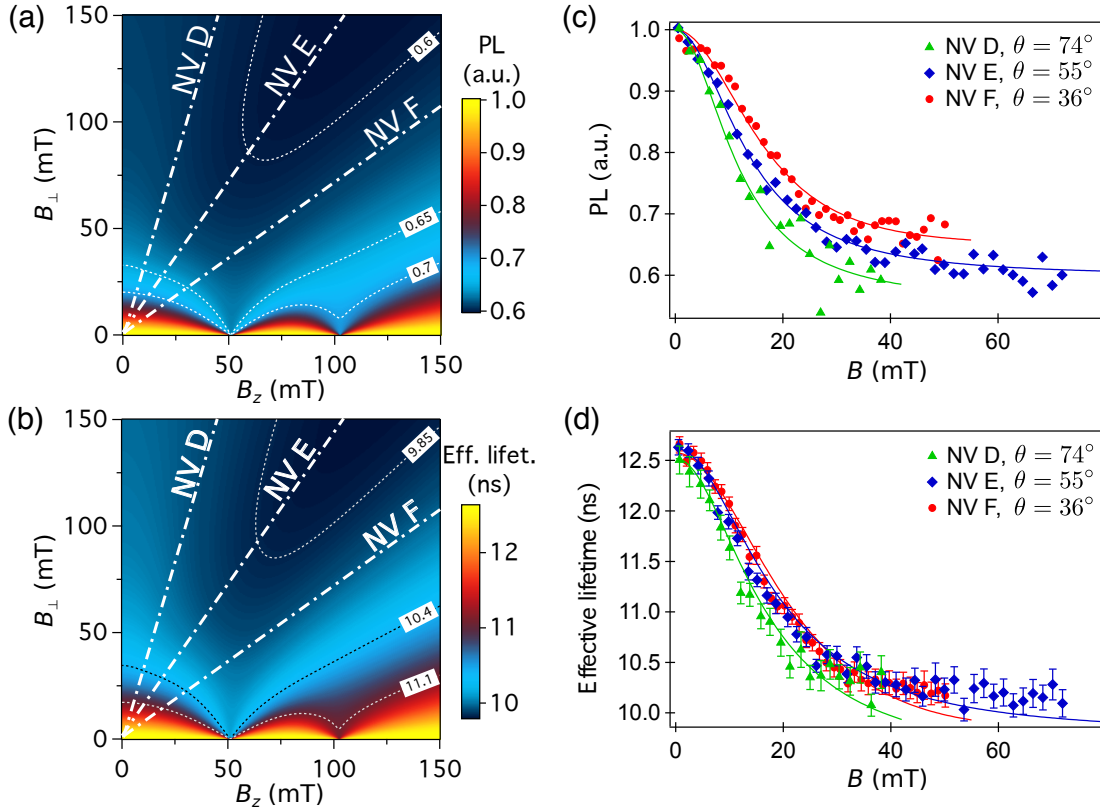 (a)
150
100
50
0
B⊥ (mT)
0 50 100 150
Bz (mT)
NV D
NV E
NV F
0.6
0.65
0.7
PL
(a.u.)
1.0
0.9
0.8
0.7
0.6
(b)
150
100
50
0
B⊥ (mT)
0 50 100 150
Bz (mT)
NV D
NV E
NV F
9.85
10.4
11.1
Eff. lifet.
(ns)
12
11
10
(c)
1.0
0.9
0.8
0.7
0.6
PL (a.u.)
0 20 40 60
B (mT)
NV D, θ = 74°
NV E, θ = 55°
NV F, θ = 36°
(d)
12.5
12.0
11.5
11.0
10.5
10.0
Effective lifetime (ns)
0 20 40 60
B (mT)
NV D, θ = 74°
NV E, θ = 55°
NV F, θ = 36°